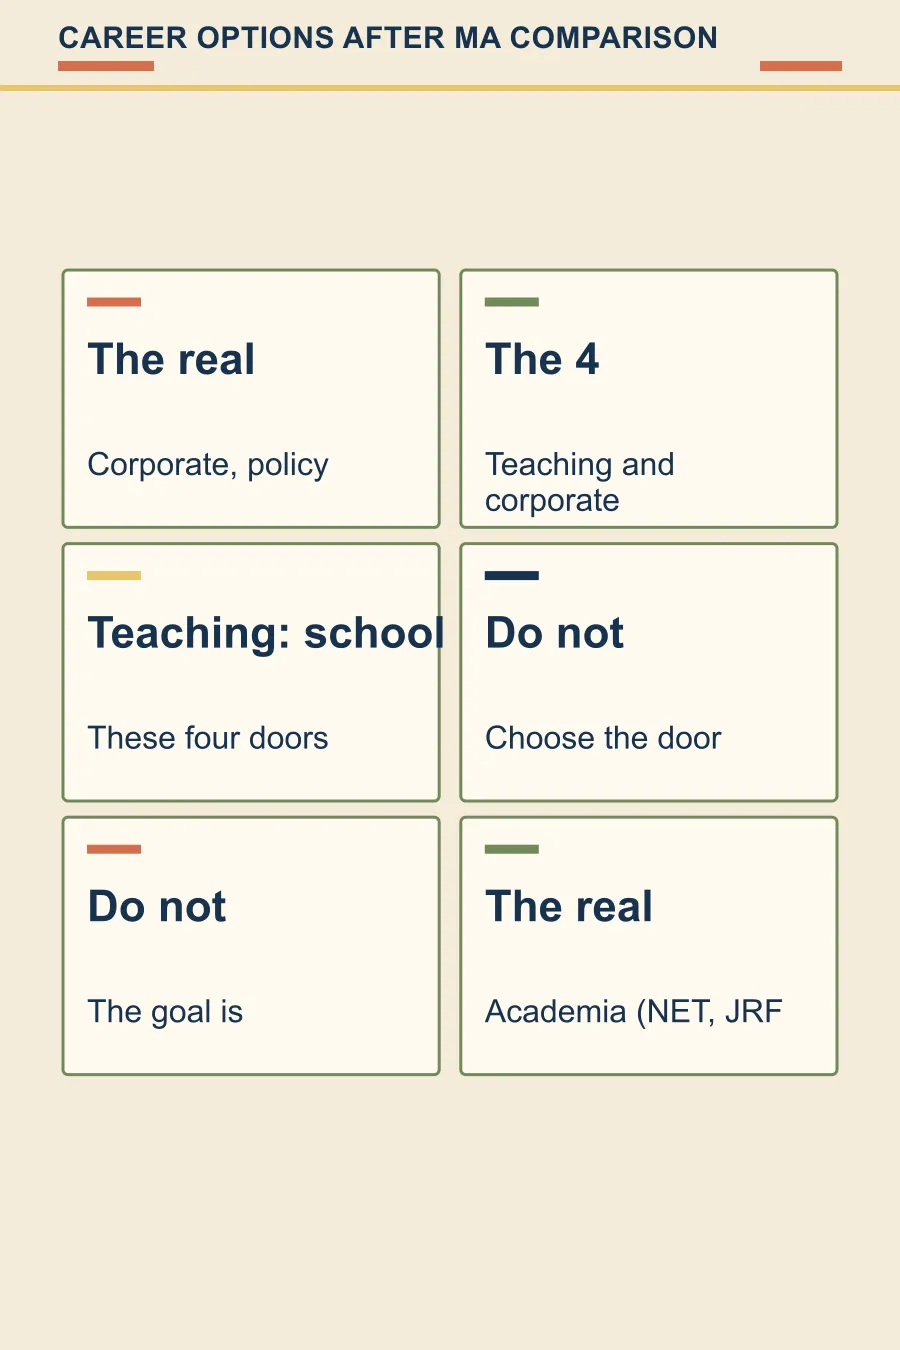 CAREER OPTIONS AFTER MA COMPARISON
The real
Corporate, policy
The 4
Teaching and
corporate
Teaching: school
These four doors
Do not
Choose the door
Do not
The goal is
The real
Academia (NET, JRF